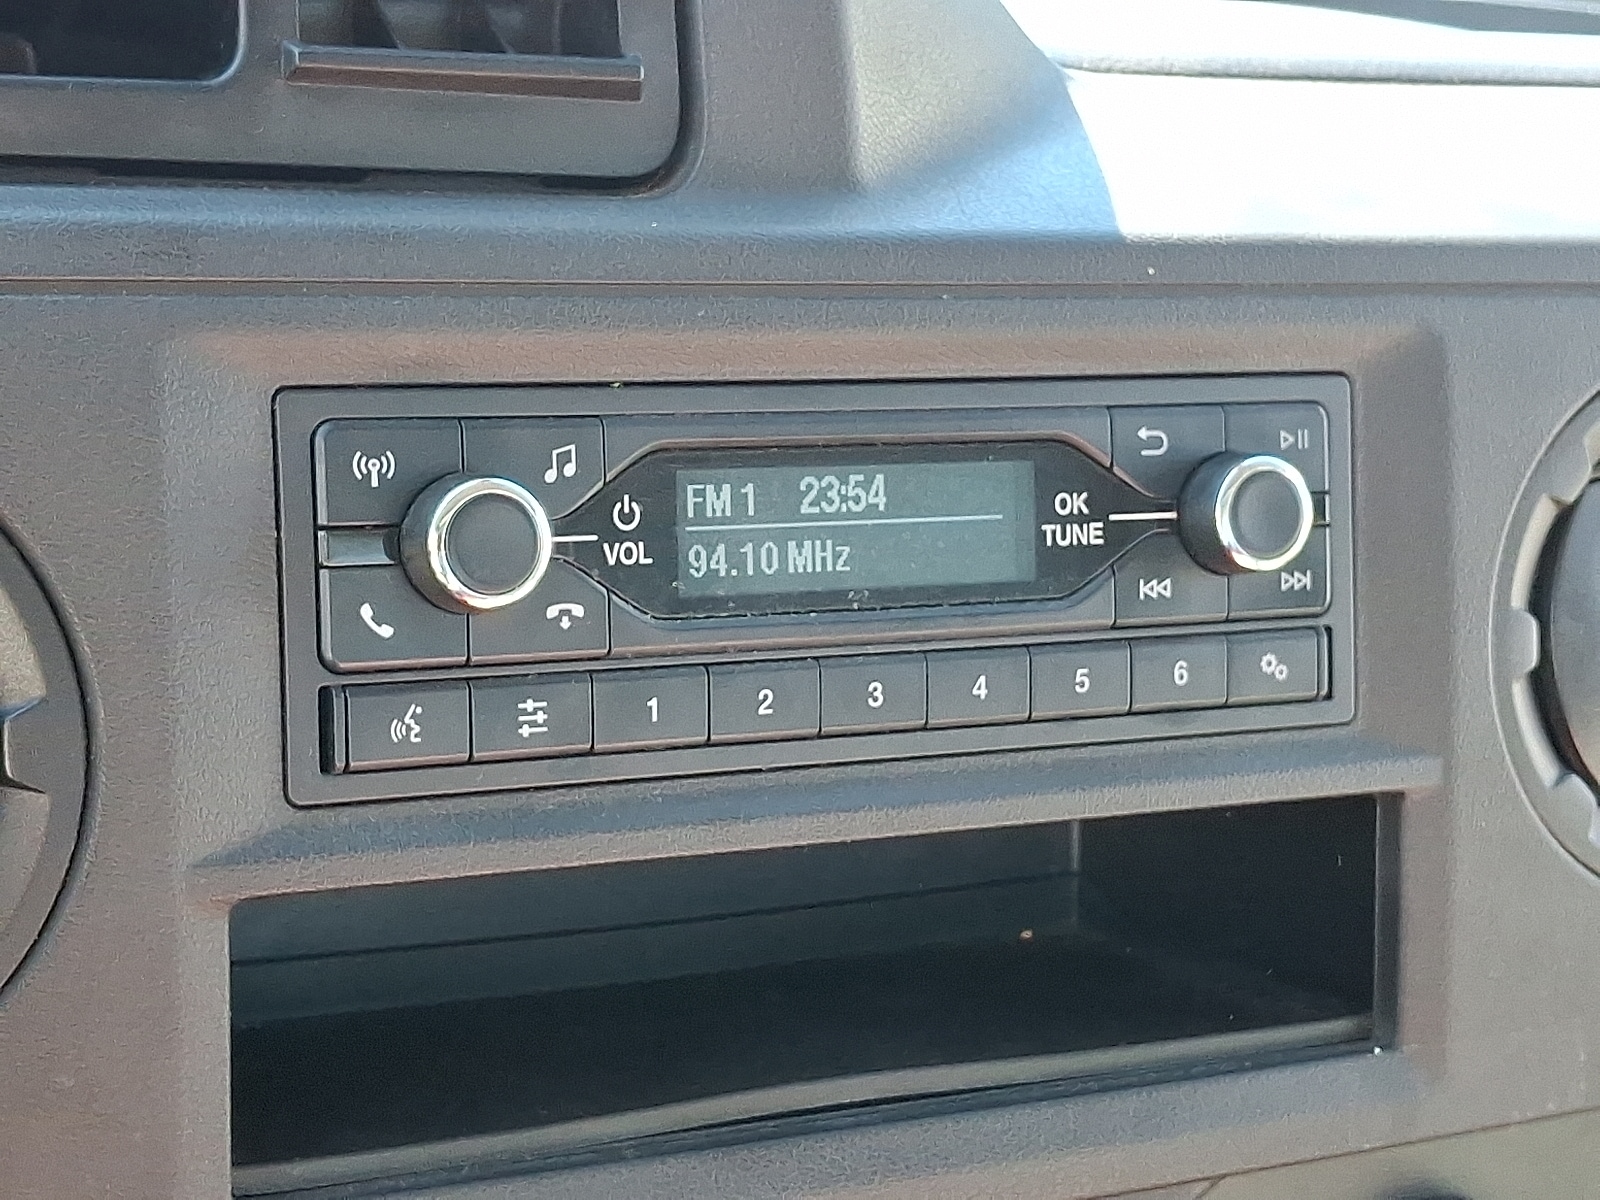 FM 1 23:54
94.10 MHz
VOL
OK
TUNE
1 2 3 4 5 6